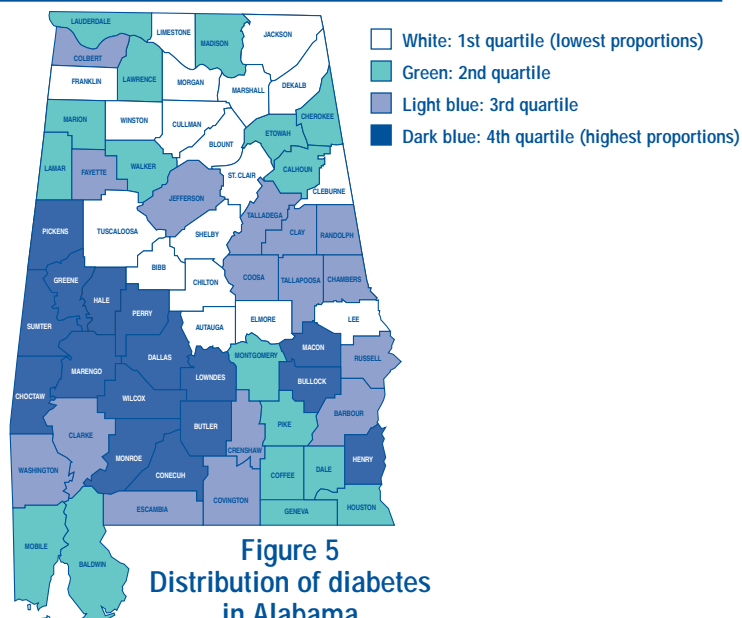 LAUDERDALE
LIMESTONE
MADISON
JACKSON
COLBERT
FRANKLIN
LAWRENCE
MORGAN
MARSHALL
DEKALB
MARION
WINSTON
CULLMAN
BLOUNT
ETOWAH
CHEROKEE
LAMAR
FAYETTE
WALKER
JEFFERSON
ST. CLAIR
CALHOUN
CLEBURNE
PICKENS
TUSCALOOSA
SHELBY
TALLADEGA
CLAY
RANDOLPH
GREENE
HALE
BIBB
CHILTON
COOSA
TALLAPOOSA
CHAMBERS
SUMTER
PERRY
AUTAUGA
ELMORE
LEE
MARENGO
DALLAS
LOWNDES
MONTGOMERY
MACON
RUSSELL
CHOCTAW
WILCOX
BULLOCK
CLARKE
BUTLER
CRENSHAW
PIKE
BARBOUR
WASHINGTON
MONROE
CONECUH
COVINGTON
COFFEE
DALE
HENRY
ESCAMBIA
GENEVA
HOUSTON
MOBILE
BALDWIN
White: 1st quartile (lowest proportions)
Green: 2nd quartile
Light blue: 3rd quartile
Dark blue: 4th quartile (highest proportions)
Figure 5
Distribution of diabetes
in Alabama